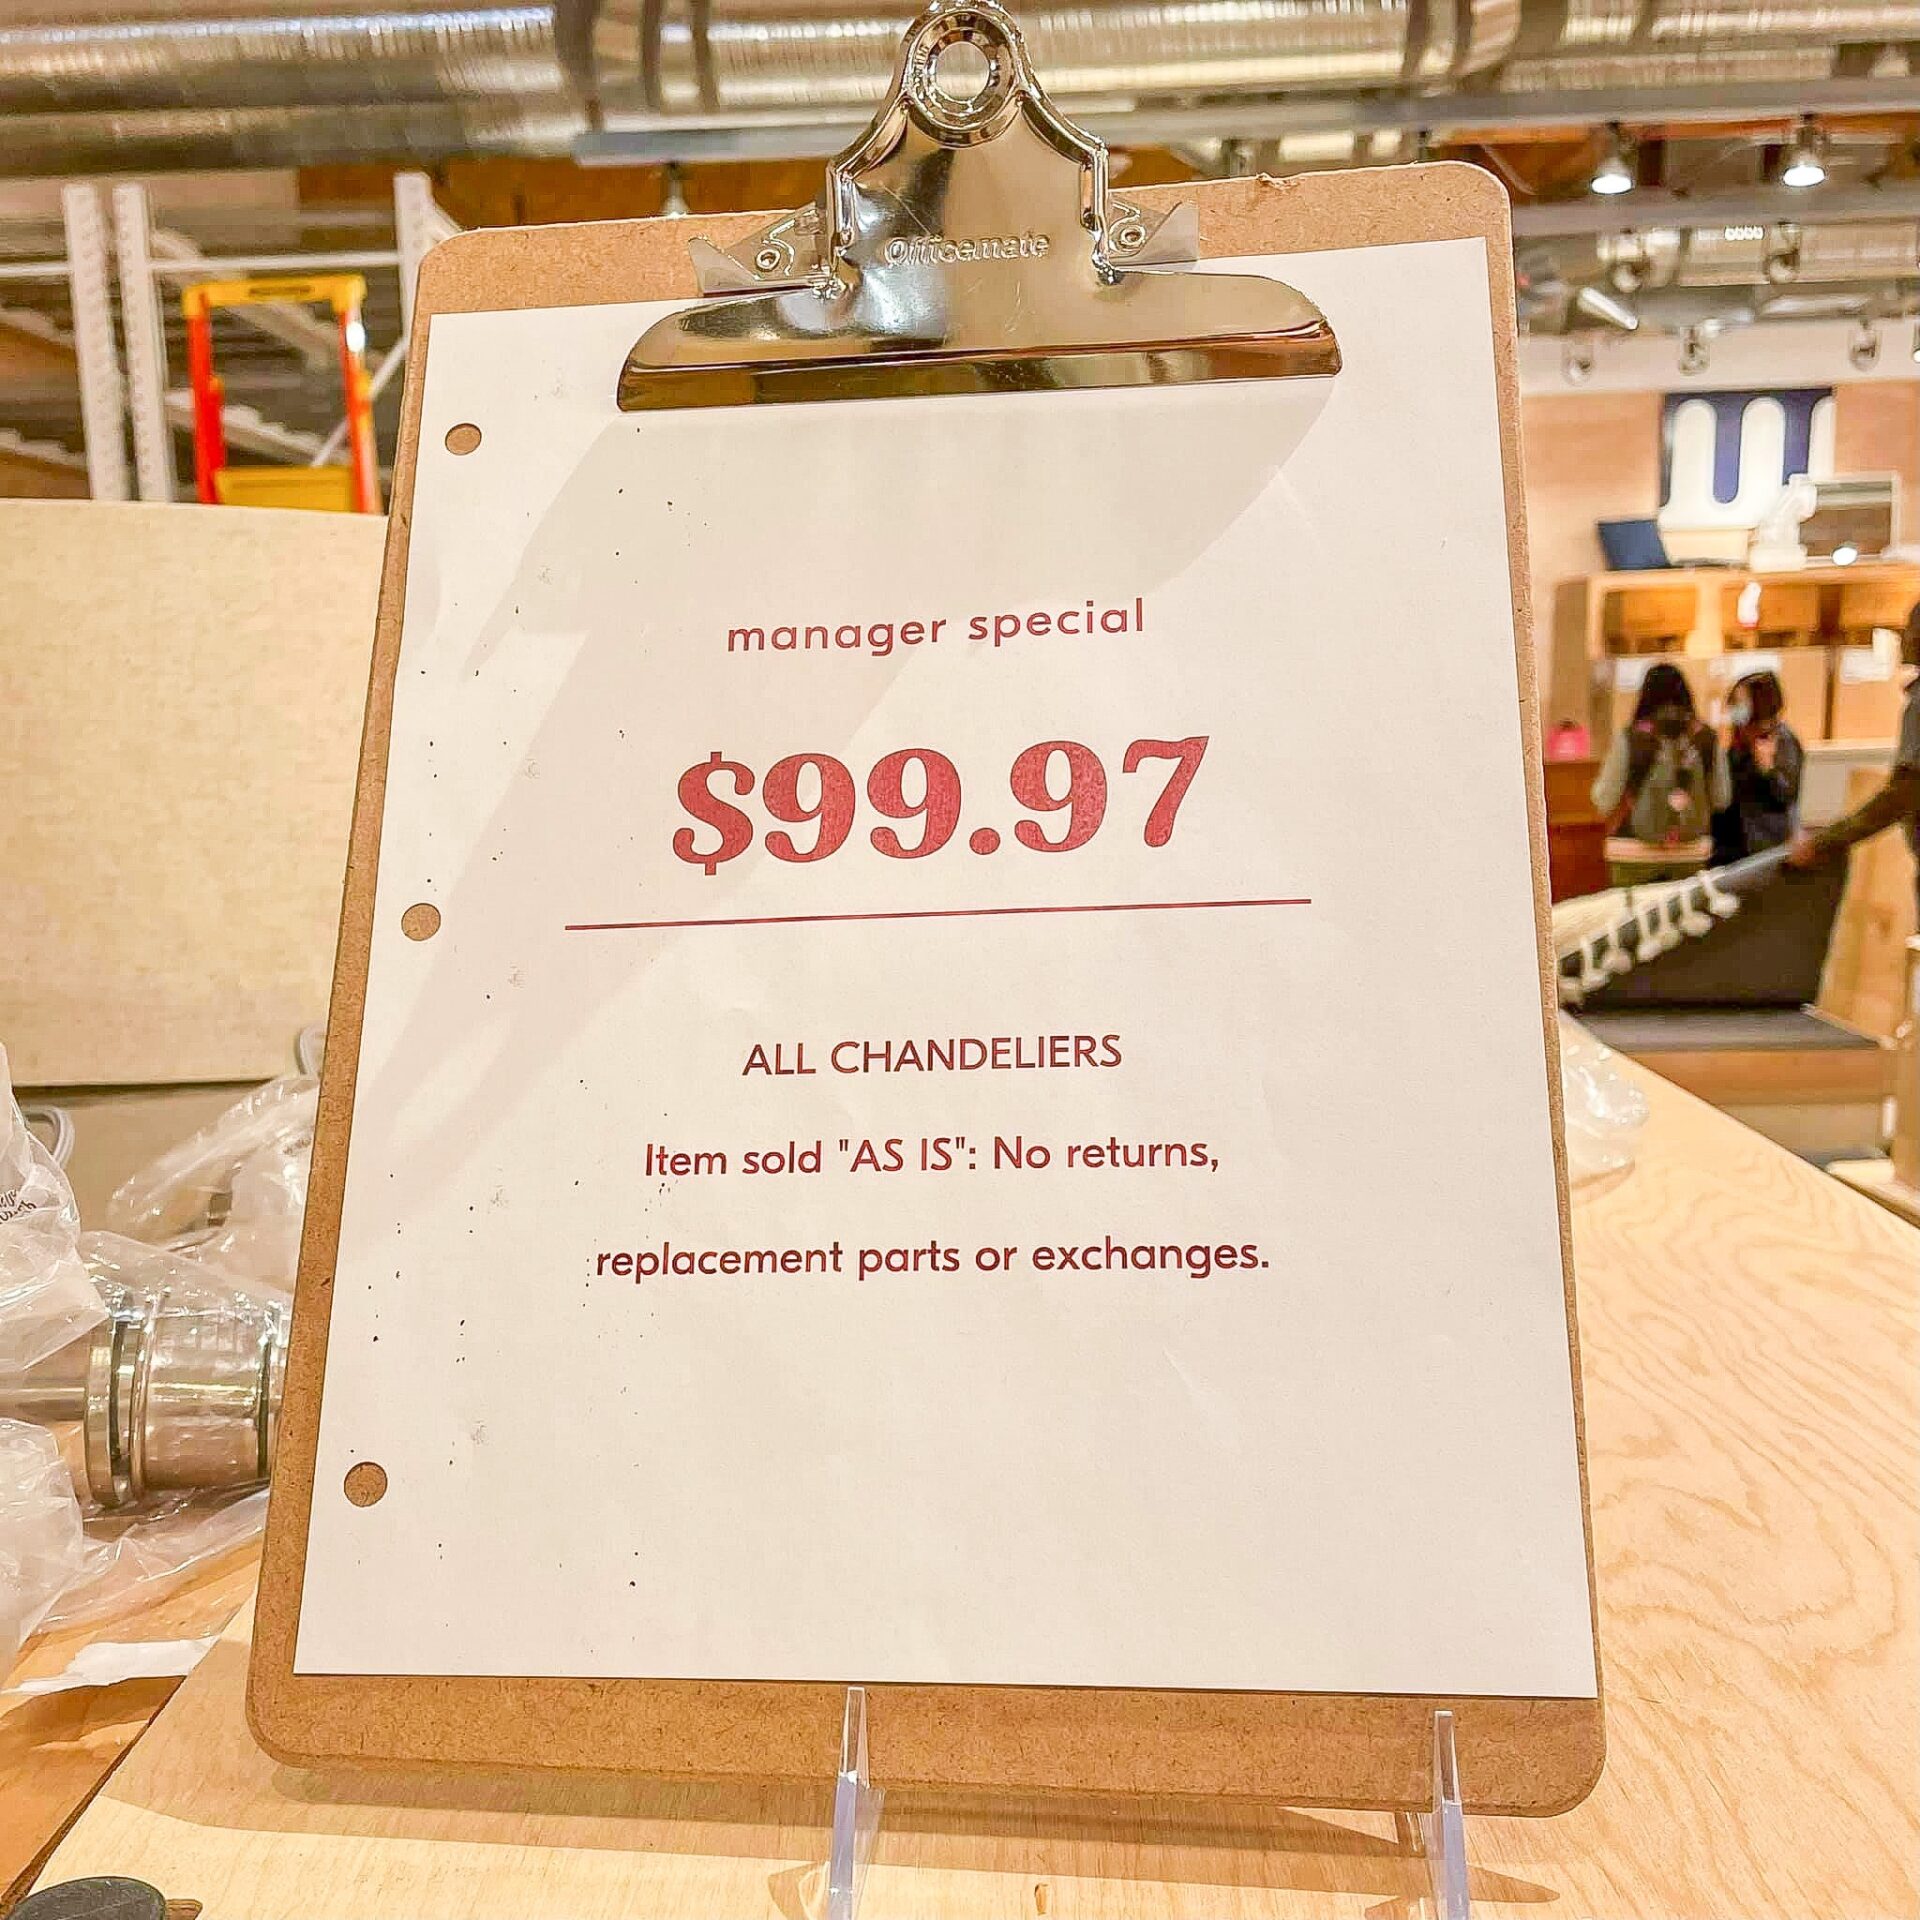 Officemate
manager special
$99.97
ALL CHANDELIERS
Item sold "AS IS": No returns,
replacement parts or exchanges.